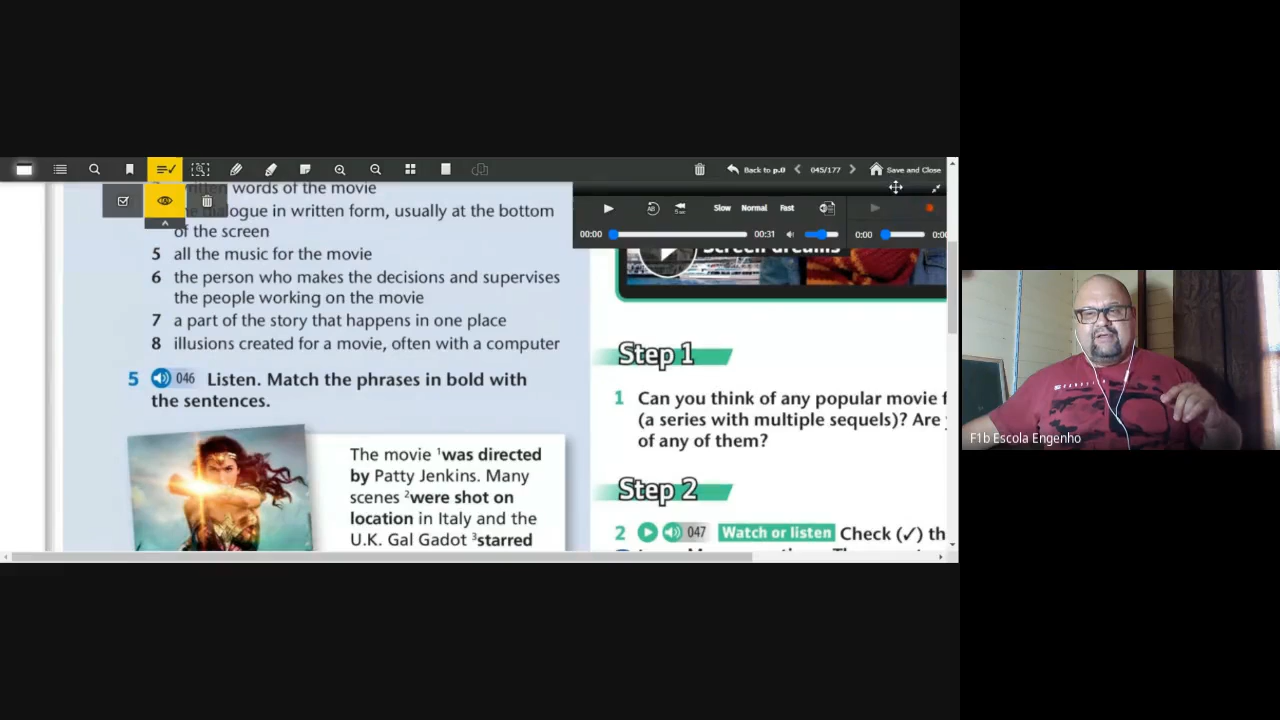 Back to p.0
045/177
Save and Close
written words of the movie
dialogue in written form, usually at the bottom
of the screen
5 all the music for the movie
6 the person who makes the decisions and supervises
the people working on the movie
7 a part of the story that happens in one place
8 illusions created for a movie, often with a computer
5 046 Listen. Match the phrases in bold with
the sentences.
The movie ¹was directed
by Patty Jenkins. Many
scenes ²were shot on
location in Italy and the
U.K. Gal Gadot ³starred
Slow Normal Fast
00:00 00:31 0:00
Screen dreams
Step 1
1 Can you think of any popular movie f
(a series with multiple sequels)? Are
of any of them?
Step 2
2 047 Watch or listen Check (✓) th
F1b Escola Engenho